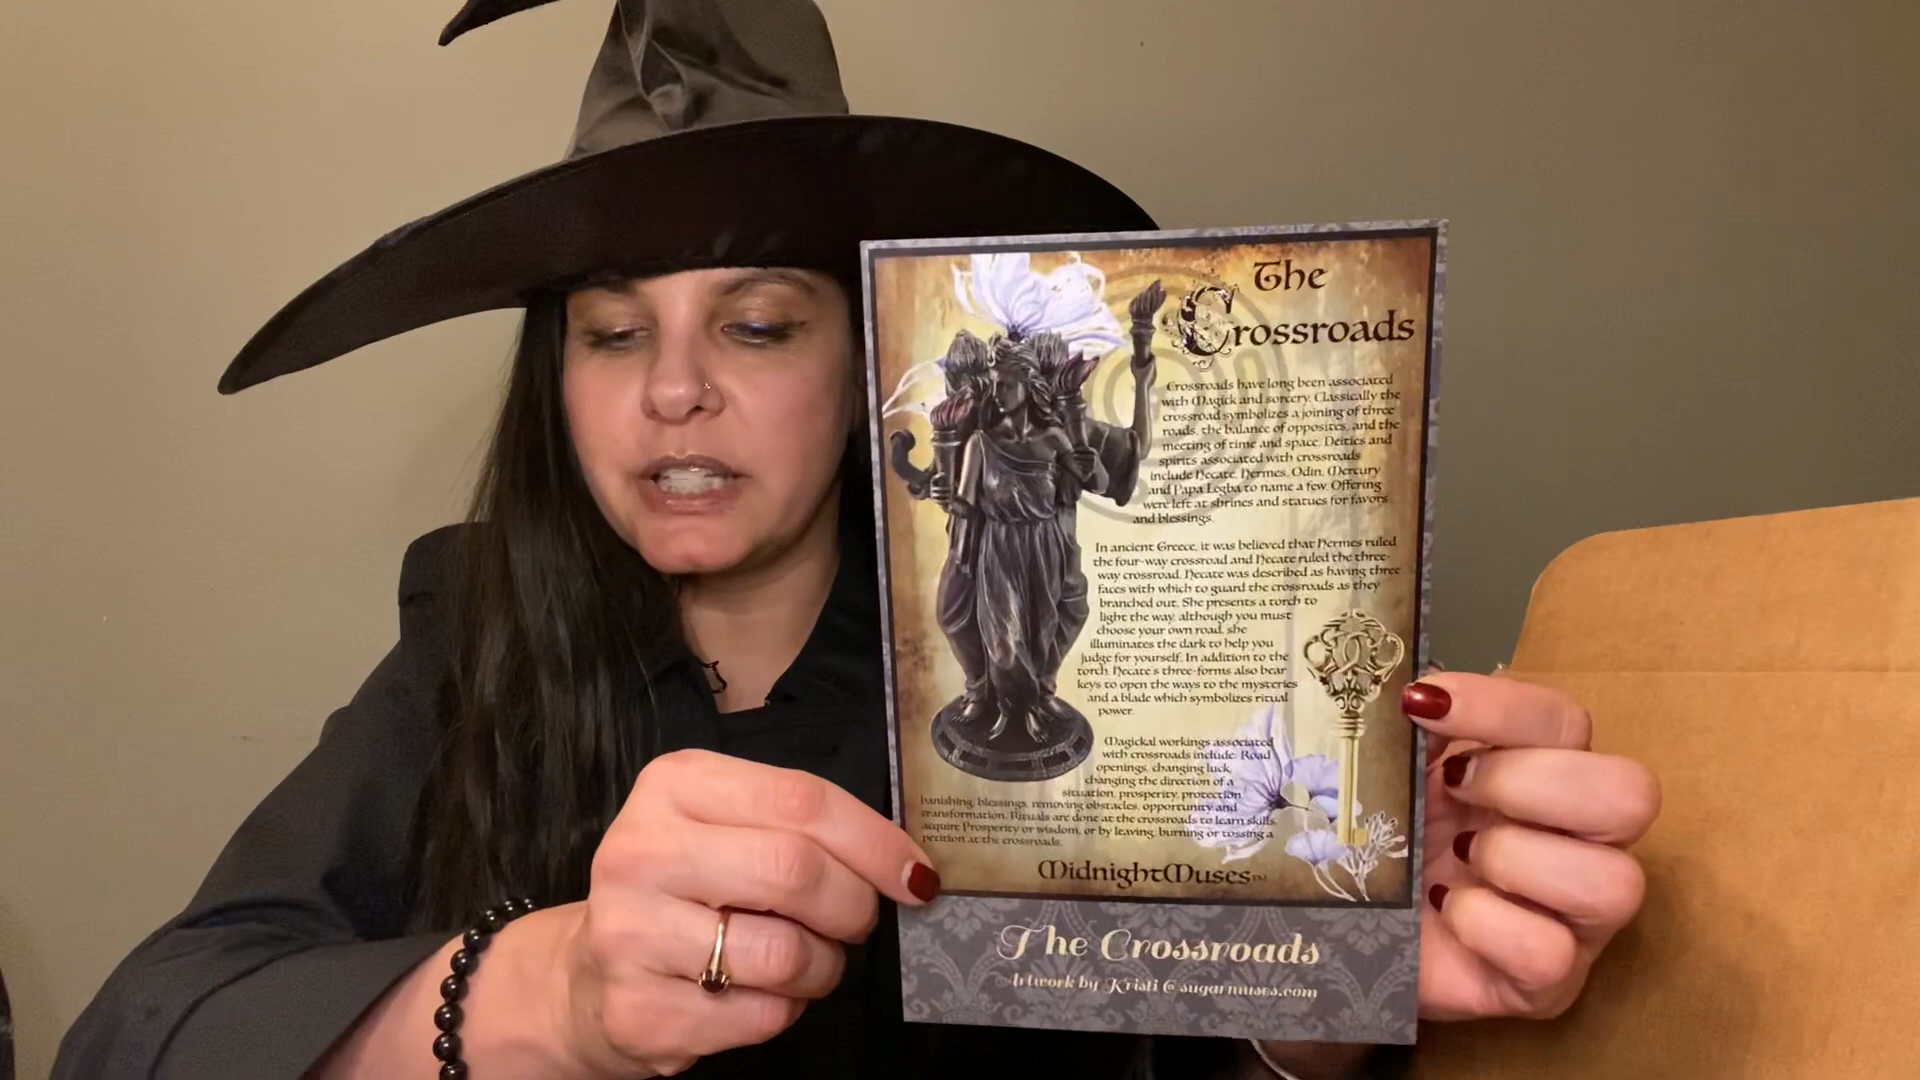 The
Crossroads
Crossroads have long been associated
with Magick and sorcery. Classically the
crossroad symbolizes a joining of three
roads, the balance of opposites, and the
meeting of time and space. Deities and
spirits associated with crossroads
include Hecate, Hermes, Odin, Mercury
and Papa Legba to name a few. Offering
were left at shrines and statues for favors
and blessings.
In ancient Greece, it was believed that Hermes ruled
the four-way crossroad and Hecate ruled the three-
way crossroad. Hecate was described as having three
faces with which to guard the crossroads as they
branched out. She presents a torch to
light the way, although you must
choose your own road, she
illuminates the dark to help you
judge for yourself. In addition to the
torch, Hecate's three-forms also bear
keys to open the ways to the mysteries
and a blade which symbolizes ritual
power.
Magickal workings associated
with crossroads include: Road
openings, changing luck,
changing the direction of a
situation, prosperity, protection,
banishing, blessings, removing obstacles, opportunity and
transformation. Rituals are done at the crossroads to learn skills,
acquire Prosperity or wisdom, or by leaving, burning or tossing a
petition at the crossroads.
MidnightMuses™
The Crossroads
Artwork by Kristi @ sugarmuses.com